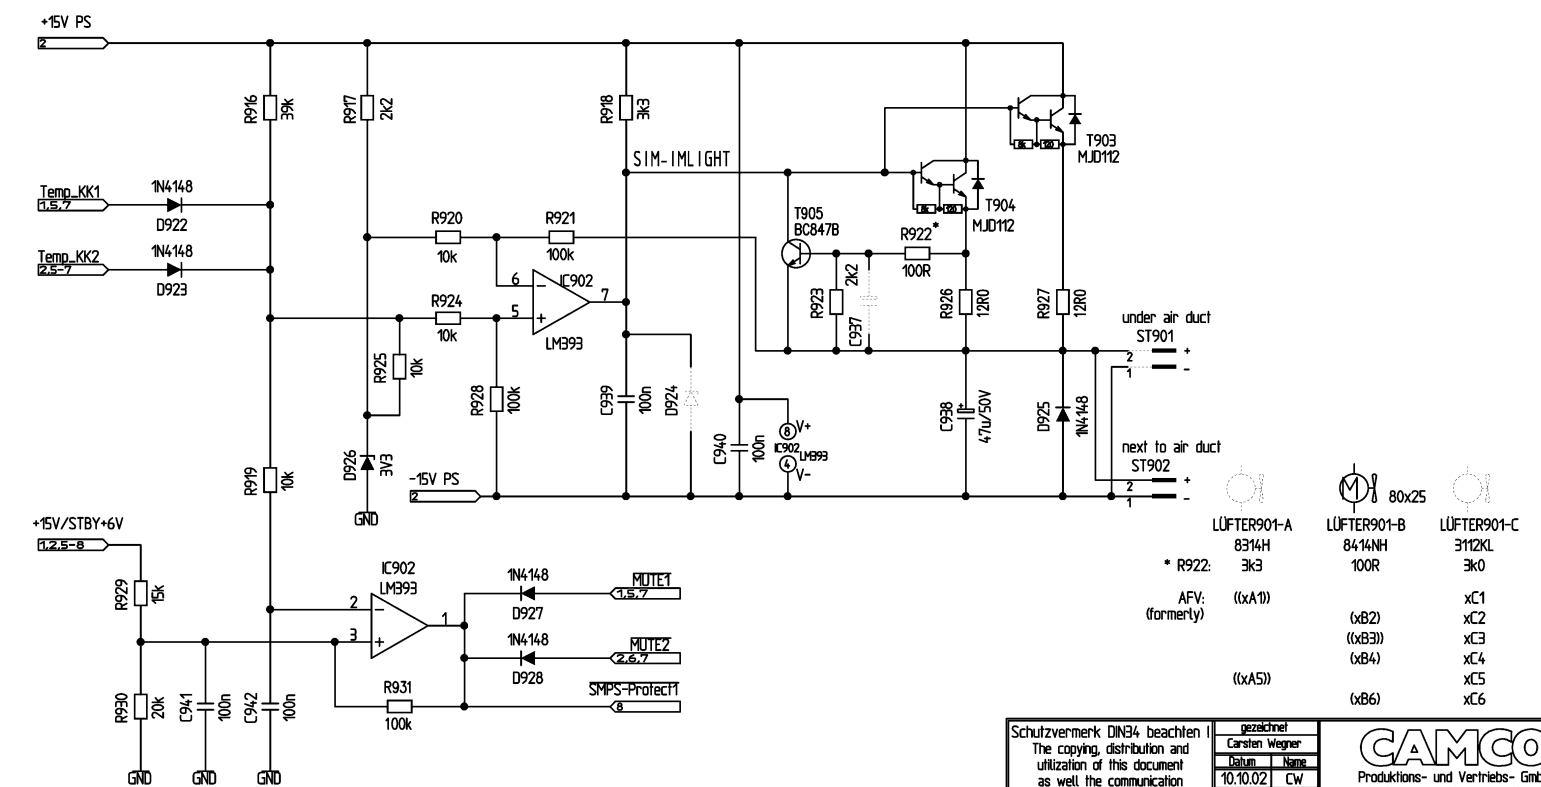 +15V PS
2
R916
39k
R917
2k2
R918
3k3
SIM-IMLIGHT
T903
MJD112
8k
120
Temp_KK1
1,5,7
1N4148
D922
Temp_KK2
2,5-7
1N4148
D923
R920
10k
R921
100k
T905
BC847B
R922*
100R
T904
MJD112
8k
120
6
5
7
IC902
LM393
R924
10k
R925
10k
R923
2k2
C937
R926
12R0
R927
12R0
under air duct
ST901
2
1
+
-
R928
100k
C939
100n
D924
C940
100n
8
V+
IC902
LM393
4
V-
C938
+
47u/50V
D925
1N4148
next to air duct
ST902
2
1
+
-
R919
10k
D926
3V3
GND
-15V PS
2
80x25
LÜFTER901-A
LÜFTER901-B
LÜFTER901-C
8314H
8414NH
3112KL
* R922:
3k3
100R
3k0
AFV:
(formerly)
((xA1))
xC1
(xB2)
xC2
((xB3))
xC3
(xB4)
xC4
((xA5))
xC5
(xB6)
xC6
+15V/STBY+6V
1,2,5-8
R929
15k
R930
20k
C941
100n
C942
100n
IC902
LM393
2
3
1
R931
100k
1N4148
D927
MUTE1
1,5,7
1N4148
D928
MUTE2
2,6,7
SMPS-Protect1
8
GND
GND
GND
Schutzvermerk DIN34 beachten !
The copying, distribution and
utilization of this document
as well the communication
gezeichnet
Carsten Wegner
Datum
Name
10.10.02
CW
CAMCO
Produktions- und Vertriebs- Gmb